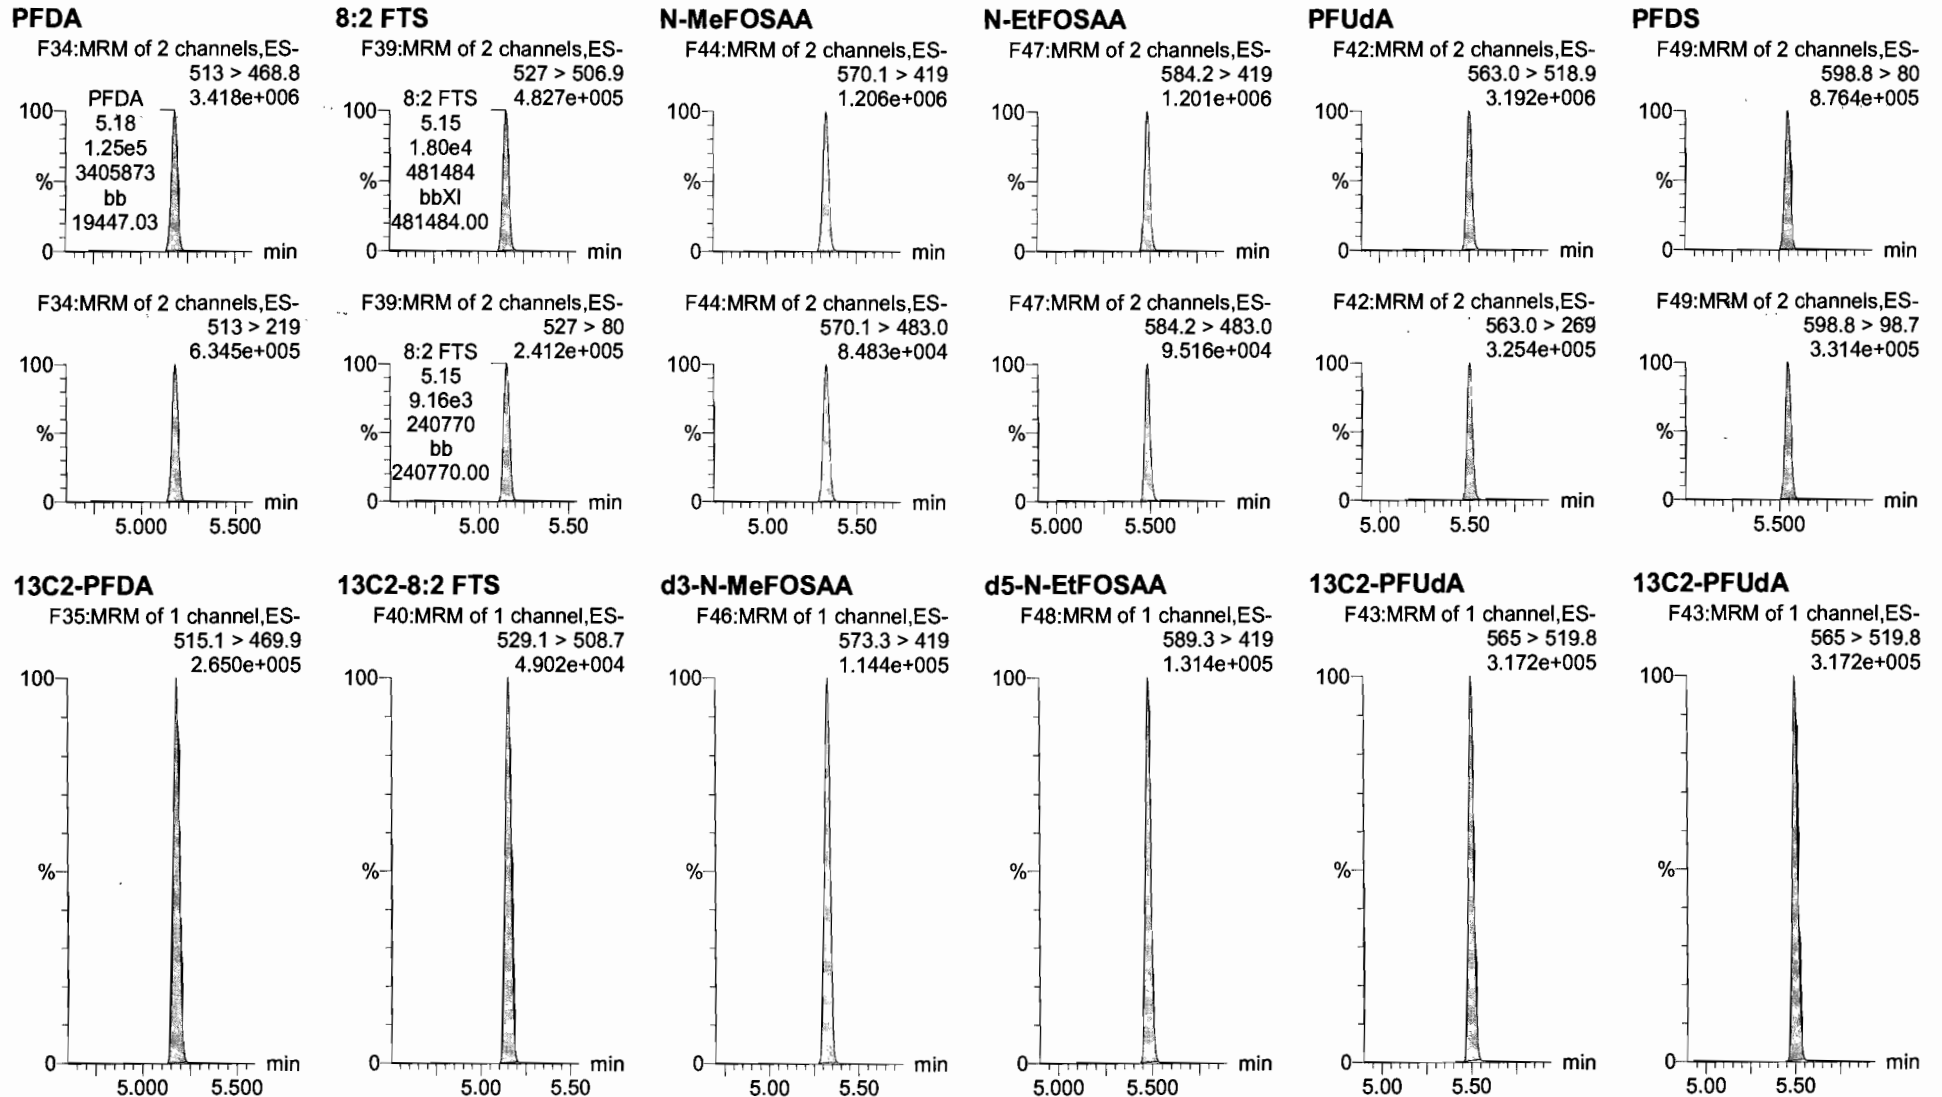 PFDA
F34:MRM of 2 channels,ES-
513 > 468.8
3.418e+006
100
PFDA
5.18
1.25e5
3405873
bb
19447.03
%
0
min
8:2 FTS
F39:MRM of 2 channels,ES-
527 > 506.9
4.827e+005
100
8:2 FTS
5.15
1.80e4
481484
bbXI
481484.00
%
0
min
N-MeFOSAA
F44:MRM of 2 channels,ES-
570.1 > 419
1.206e+006
100
%
0
min
N-EtFOSAA
F47:MRM of 2 channels,ES-
584.2 > 419
1.201e+006
100
%
0
min
PFUdA
F42:MRM of 2 channels,ES-
563.0 > 518.9
3.192e+006
100
%
0
min
PFDS
F49:MRM of 2 channels,ES-
598.8 > 80
8.764e+005
100
%
0
min
F34:MRM of 2 channels,ES-
513 > 219
6.345e+005
100
%
0
min
5.000 5.500
F39:MRM of 2 channels,ES-
527 > 80
2.412e+005
100
8:2 FTS
5.15
9.16e3
240770
bb
240770.00
%
0
min
5.00 5.50
F44:MRM of 2 channels,ES-
570.1 > 483.0
8.483e+004
100
%
0
min
5.00 5.50
F47:MRM of 2 channels,ES-
584.2 > 483.0
9.516e+004
100
%
0
min
5.000 5.500
F42:MRM of 2 channels,ES-
563.0 > 269
3.254e+005
100
%
0
min
5.00 5.50
F49:MRM of 2 channels,ES-
598.8 > 98.7
3.314e+005
100
%
0
min
5.500
13C2-PFDA
F35:MRM of 1 channel,ES-
515.1 > 469.9
2.650e+005
100
%
0
min
5.000 5.500
13C2-8:2 FTS
F40:MRM of 1 channel,ES-
529.1 > 508.7
4.902e+004
100
%
0
min
5.00 5.50
d3-N-MeFOSAA
F46:MRM of 1 channel,ES-
573.3 > 419
1.144e+005
100
%
0
min
5.00 5.50
d5-N-EtFOSAA
F48:MRM of 1 channel,ES-
589.3 > 419
1.314e+005
100
%
0
min
5.000 5.500
13C2-PFUdA
F43:MRM of 1 channel,ES-
565 > 519.8
3.172e+005
100
%
0
min
5.00 5.50
13C2-PFUdA
F43:MRM of 1 channel,ES-
565 > 519.8
3.172e+005
100
%
0
min
5.00 5.50